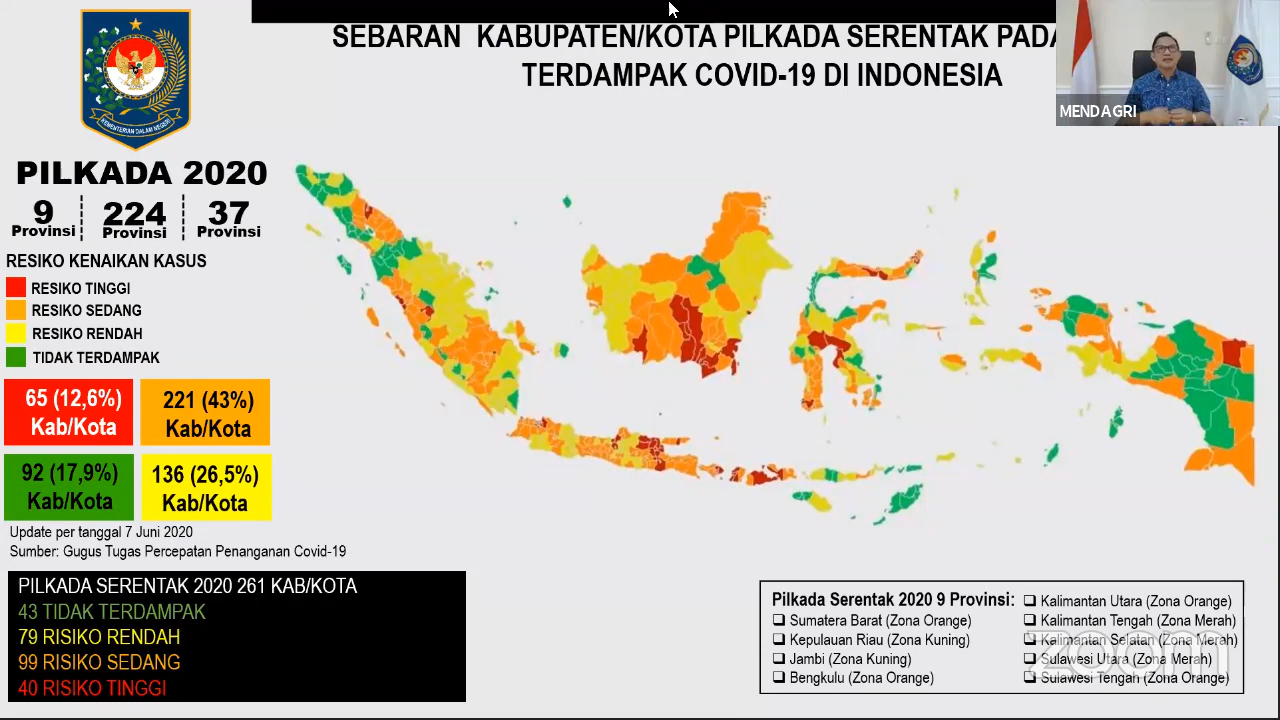 SEBARAN KABUPATEN/KOTA PILKADA SERENTAK PADA
TERDAMPAK COVID-19 DI INDONESIA
MENDAGRI
KEMENTERIAN DALAM NEGERI
PILKADA 2020
9 224 37
Provinsi Provinsi Provinsi
RESIKO KENAIKAN KASUS
RESIKO TINGGI
RESIKO SEDANG
RESIKO RENDAH
TIDAK TERDAMPAK
65 (12,6%) 221 (43%)
Kab/Kota Kab/Kota
92 (17,9%) 136 (26,5%)
Kab/Kota Kab/Kota
Update per tanggal 7 Juni 2020
Sumber: Gugus Tugas Percepatan Penanganan Covid-19
PILKADA SERENTAK 2020 261 KAB/KOTA
43 TIDAK TERDAMPAK
79 RISIKO RENDAH
99 RISIKO SEDANG
40 RISIKO TINGGI
Pilkada Serentak 2020 9 Provinsi:
Sumatera Barat (Zona Orange)
Kepulauan Riau (Zona Kuning)
Jambi (Zona Kuning)
Bengkulu (Zona Orange)
Kalimantan Utara (Zona Orange)
Kalimantan Tengah (Zona Merah)
Kalimantan Selatan (Zona Merah)
Sulawesi Utara (Zona Merah)
Sulawesi Tengah (Zona Orange)
zoom